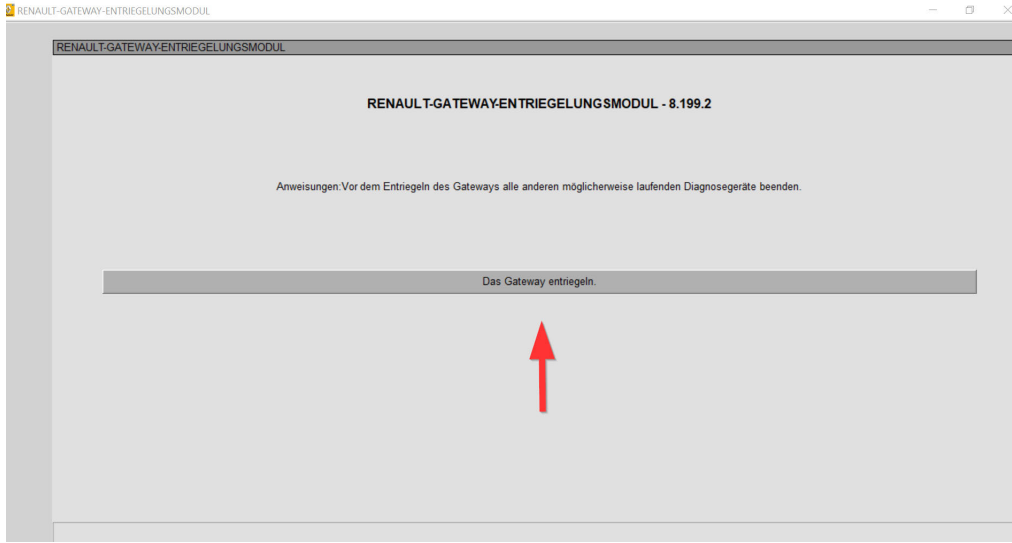 RENAULT-GATEWAY-ENTRIEGELUNGSMODUL
RENAULT-GATEWAY-ENTRIEGELUNGSMODUL
RENAULT-GATEWAY-ENTRIEGELUNGSMODUL - 8.199.2
Anweisungen:Vor dem Entriegeln des Gateways alle anderen möglicherweise laufenden Diagnosegeräte beenden.
Das Gateway entriegeln.